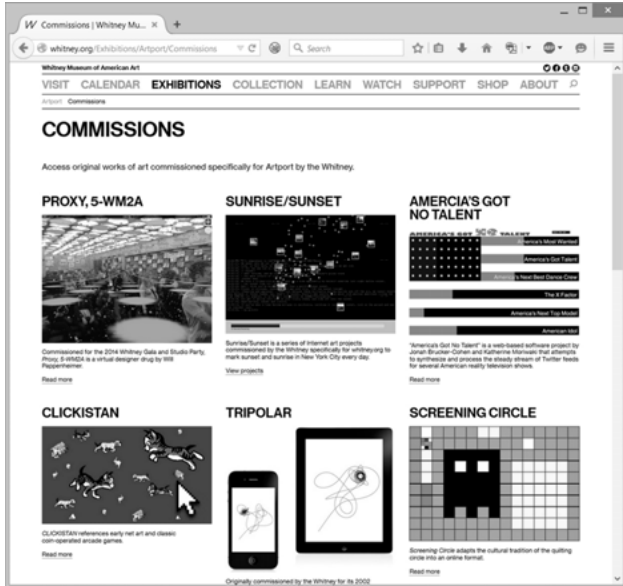 Commissions | Whitney Mu...
whitney.org/Exhibitions/Artport/Commissions
Search
Whitney Museum of American Art
VISIT CALENDAR EXHIBITIONS COLLECTION LEARN WATCH SUPPORT SHOP ABOUT
Artport Commissions
COMMISSIONS
Access original works of art commissioned specifically for Artport by the Whitney.
PROXY, 5-WM2A
Commissioned for the 2014 Whitney Gala and Studio Party,
Proxy, 5-WM2A is a virtual designer drug by Will
Pappenheimer.
Read more
SUNRISE/SUNSET
Sunrise/Sunset is a series of Internet art projects
commissioned by the Whitney specifically for whitney.org to
mark sunset and sunrise in New York City every day.
View projects
AMERCIA'S GOT
NO TALENT
AMERICA'S GOT NO TALENT
America's Most Wanted
America's Got Talent
America's Next Best Dance Crew
The X Factor
America's Next Top Model
American Idol
"America's Got No Talent" is a web-based software project by
Jonah Brucker-Cohen and Katherine Moriwaki that attempts
to synthesize and process the steady stream of Twitter feeds
for several American reality television shows.
Read more
CLICKISTAN
CLICKISTAN references early net art and classic
coin-operated arcade games.
Read more
TRIPOLAR
Originally commissioned by the Whitney for its 2002
SCREENING CIRCLE
Screening Circle adapts the cultural tradition of the quilting
circle into an online format.
Read more